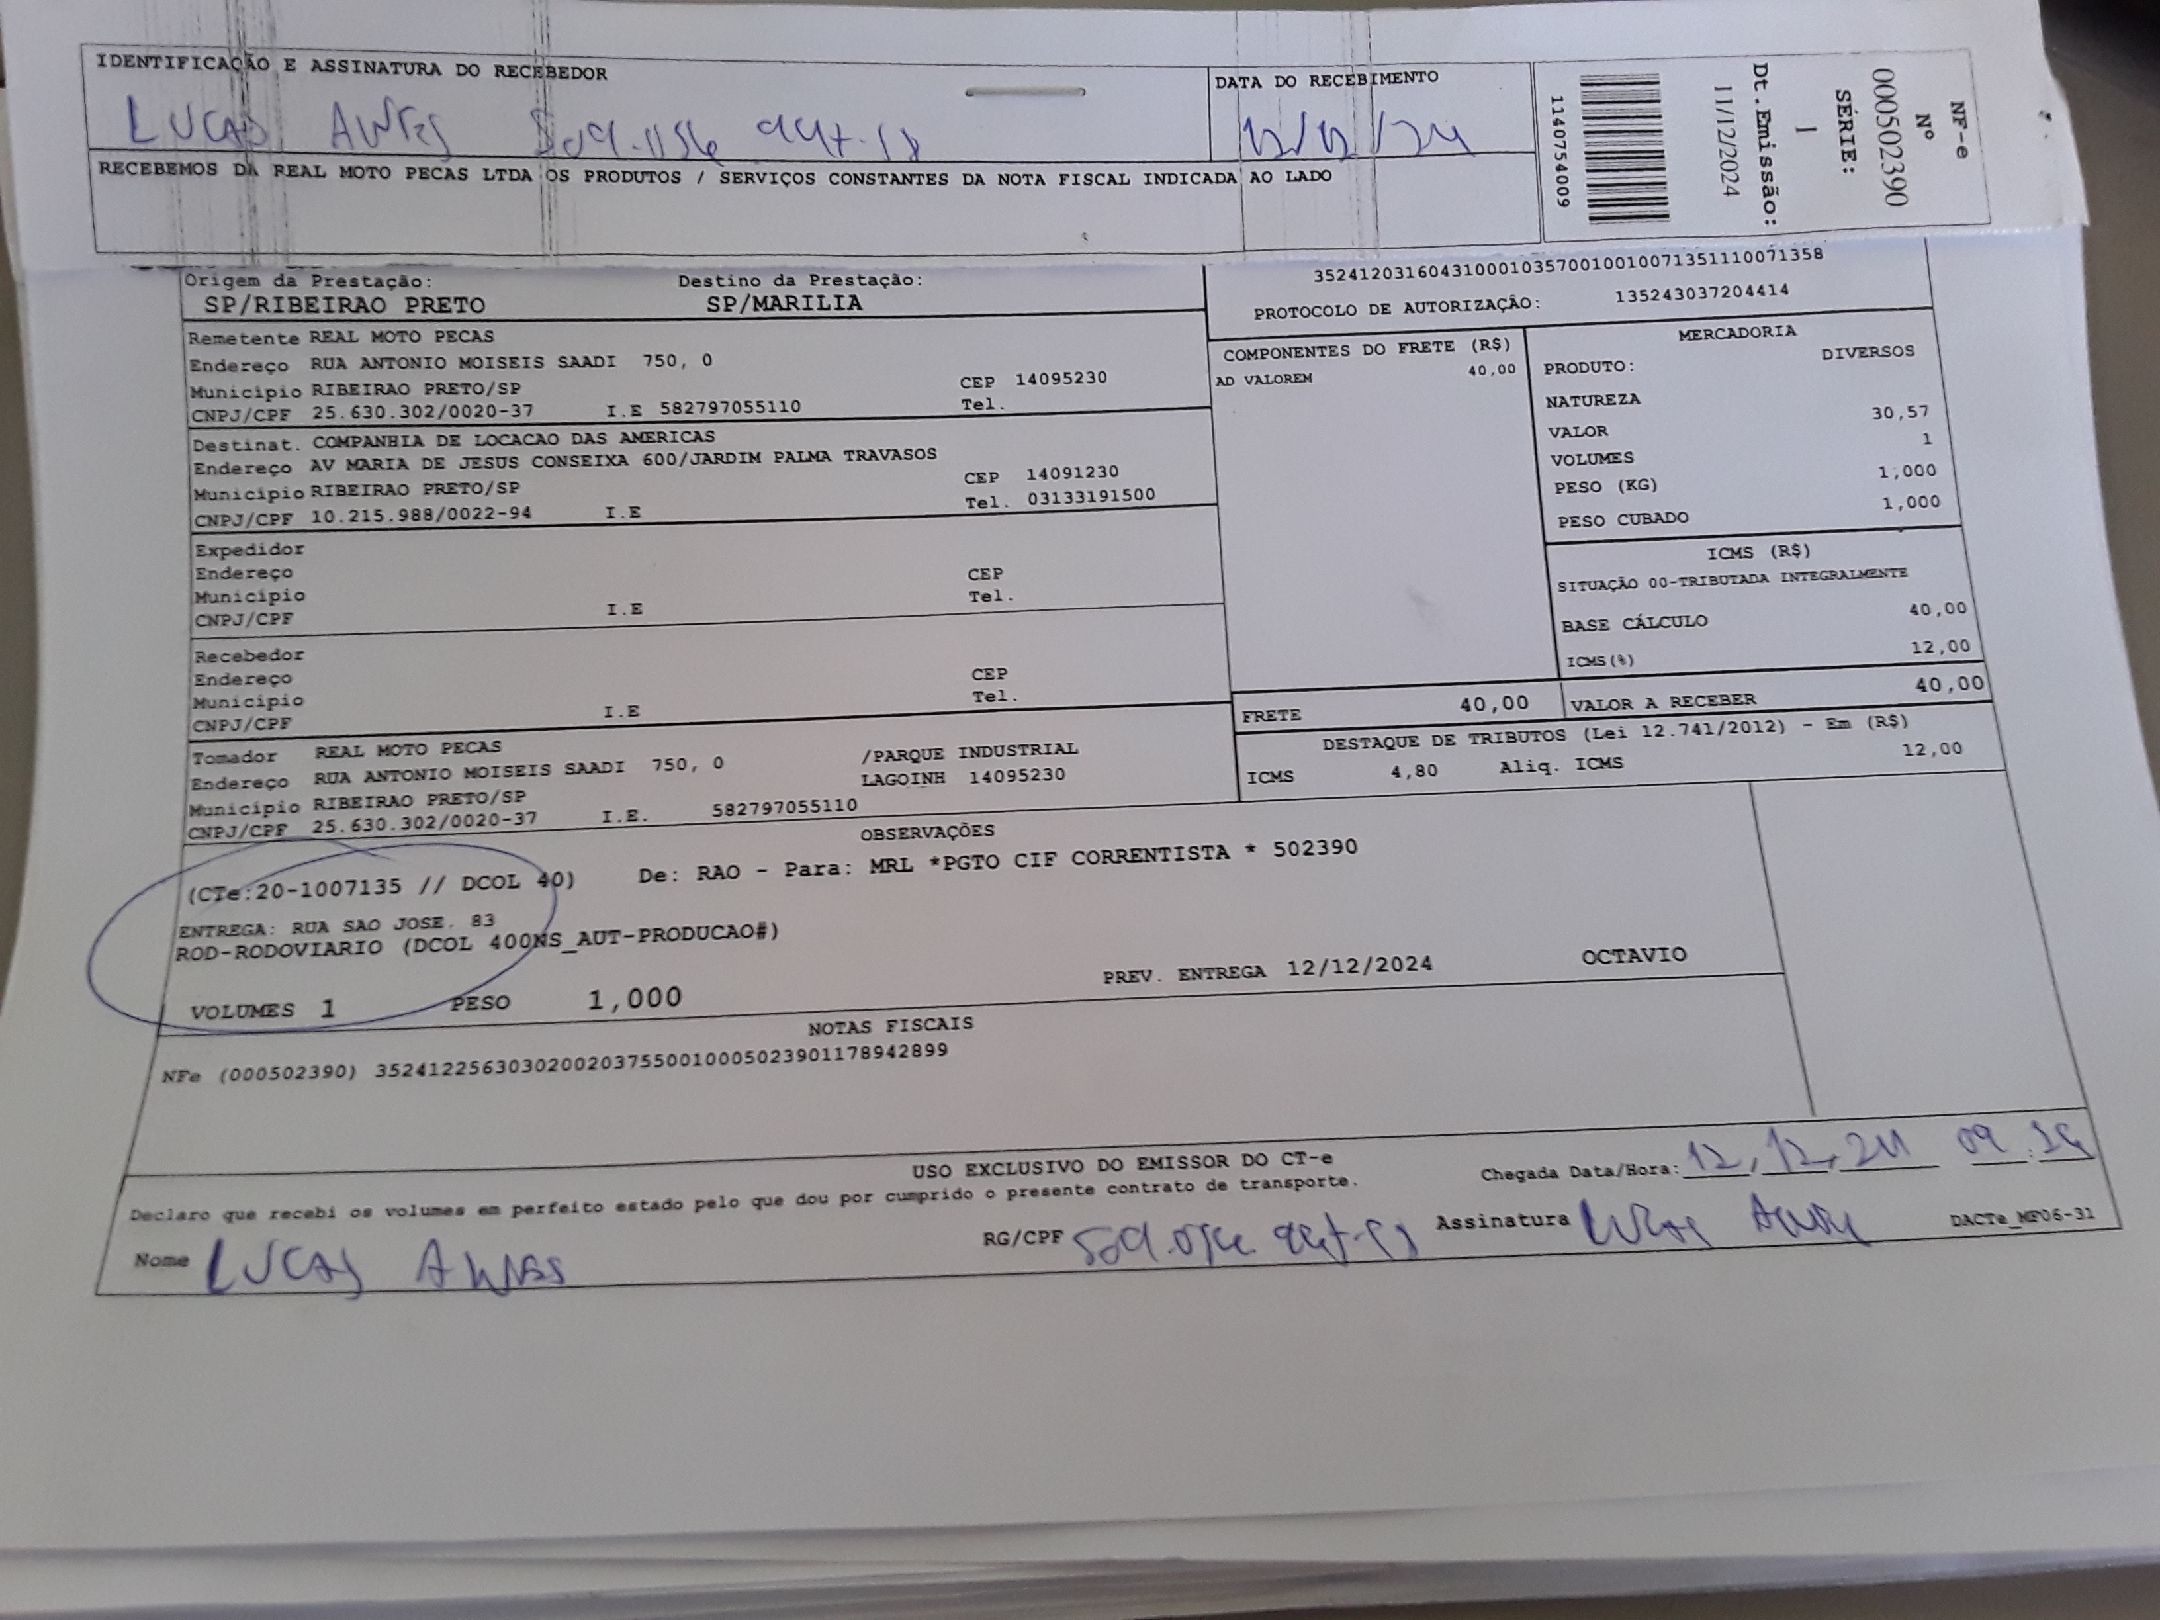 IDENTIFICAÇÃO E ASSINATURA DO RECEBEDOR
DATA DO RECEBIMENTO
LUCAS
12/12/24
RECEBEMOS DA REAL MOTO PECAS LTDA OS PRODUTOS / SERVIÇOS CONSTANTES DA NOTA FISCAL INDICADA AO LADO
NF-e
Nº
000502390
SÉRIE:
1
Dt.Emissão:
11/12/2024
1140754009
Origem da Prestação: Destino da Prestação:
SP/RIBEIRAO PRETO SP/MARILIA
35241203160431000103570010010071351110071358
PROTOCOLO DE AUTORIZAÇÃO: 135243037204414
Remetente REAL MOTO PECAS
Endereço RUA ANTONIO MOISEIS SAADI 750, 0
Município RIBEIRAO PRETO/SP CEP 14095230
CNPJ/CPF 25.630.302/0020-37 I.E 582797055110 Tel.
Destinat. COMPANHIA DE LOCACAO DAS AMERICAS
Endereço AV MARIA DE JESUS CONSEIXA 600/JARDIM PALMA TRAVASOS
Município RIBEIRAO PRETO/SP CEP 14091230
CNPJ/CPF 10.215.988/0022-94 I.E Tel. 03133191500
Expedidor
Endereço CEP
Município Tel.
CNPJ/CPF I.E
Recebedor
Endereço CEP
Município Tel.
CNPJ/CPF I.E
Tomador REAL MOTO PECAS /PARQUE INDUSTRIAL
Endereço RUA ANTONIO MOISEIS SAADI 750, 0 LAGOINH 14095230
Município RIBEIRAO PRETO/SP
CNPJ/CPF 25.630.302/0020-37 I.E. 582797055110
COMPONENTES DO FRETE (R$)
AD VALOREM 40,00
MERCADORIA
PRODUTO: DIVERSOS
NATUREZA
VALOR 30,57
VOLUMES 1
PESO (KG) 1,000
PESO CUBADO 1,000
ICMS (R$)
SITUAÇÃO 00-TRIBUTADA INTEGRALMENTE
BASE CÁLCULO 40,00
ICMS(%) 12,00
FRETE 40,00 VALOR A RECEBER 40,00
DESTAQUE DE TRIBUTOS (Lei 12.741/2012) - Em (R$)
ICMS 4,80 Aliq. ICMS 12,00
OBSERVAÇÕES
(CTe:20-1007135 // DCOL 40) De: RAO - Para: MRL *PGTO CIF CORRENTISTA * 502390
ENTREGA: RUA SAO JOSE. 83
ROD-RODOVIARIO (DCOL 400NS_AUT-PRODUCAO#)
PREV. ENTREGA 12/12/2024 OCTAVIO
VOLUMES 1 PESO 1,000
NOTAS FISCAIS
NFe (000502390) 35241225630302002037550010005023901178942899
USO EXCLUSIVO DO EMISSOR DO CT-e
Declaro que recebi os volumes em perfeito estado pelo que dou por cumprido o presente contrato de transporte.
Chegada Data/Hora: 12,12,24
Nome LUCAS
RG/CPF
Assinatura
DACTe_MF06-31